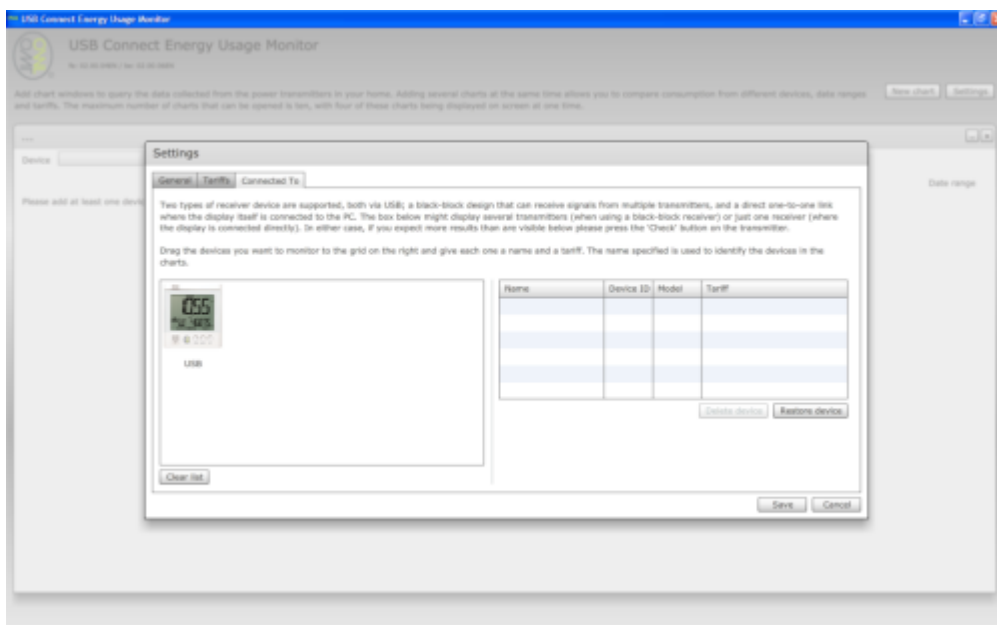 USB Connect Energy Usage Monitor
USB Connect Energy Usage Monitor
Add chart windows to query the data collected from the power transmitters in your home. Adding several charts at the same time allows you to compare consumption from different devices, date ranges
and tariffs. The maximum number of charts that can be opened is ten, with four of these charts being displayed on screen at one time.
New chart Settings
...
Device
Date range
Please add at least one
Settings
General Tariffs Connected To
Two types of receiver device are supported, both via USB; a black-block design that can receive signals from multiple transmitters, and a direct one-to-one link
where the display itself is connected to the PC. The box below might display several transmitters (when using a black-block receiver) or just one receiver (where
the display is connected directly). In either case, if you expect more results than are visible below please press the 'Check' button on the transmitter.
Drag the devices you want to monitor to the grid on the right and give each one a name and a tariff. The name specified is used to identify the devices in the
charts.
Name Device ID Model Tariff
USB
Delete device Restore device
Clear list
Save Cancel